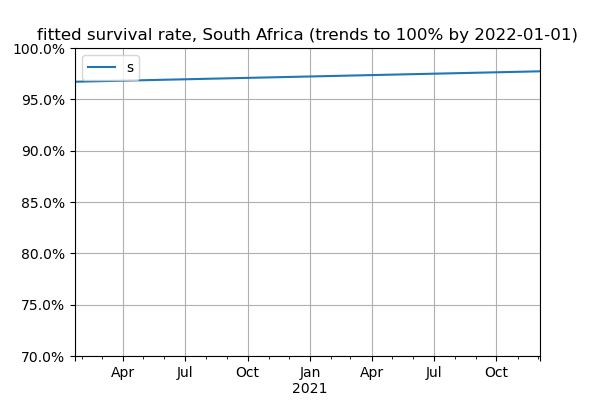 fitted survival rate, South Africa (trends to 100% by 2022-01-01)
100.0%
s
95.0%
90.0%
85.0%
80.0%
75.0%
70.0%
Apr Jul Oct Jan Apr Jul Oct
2021